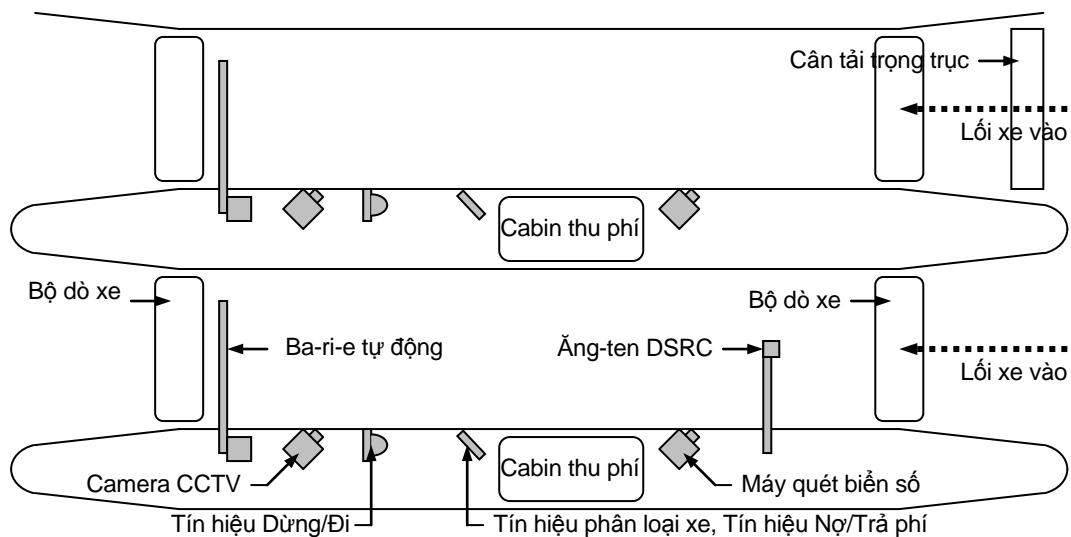 Cân tải trọng trục
Lối xe vào
Cabin thu phí
Bộ dò xe
Bộ dò xe
Ba-ri-e tự động
Ăng-ten DSRC
Lối xe vào
Cabin thu phí
Camera CCTV
Máy quét biển số
Tín hiệu Dừng/Đi
Tín hiệu phân loại xe, Tín hiệu Nợ/Trả phí